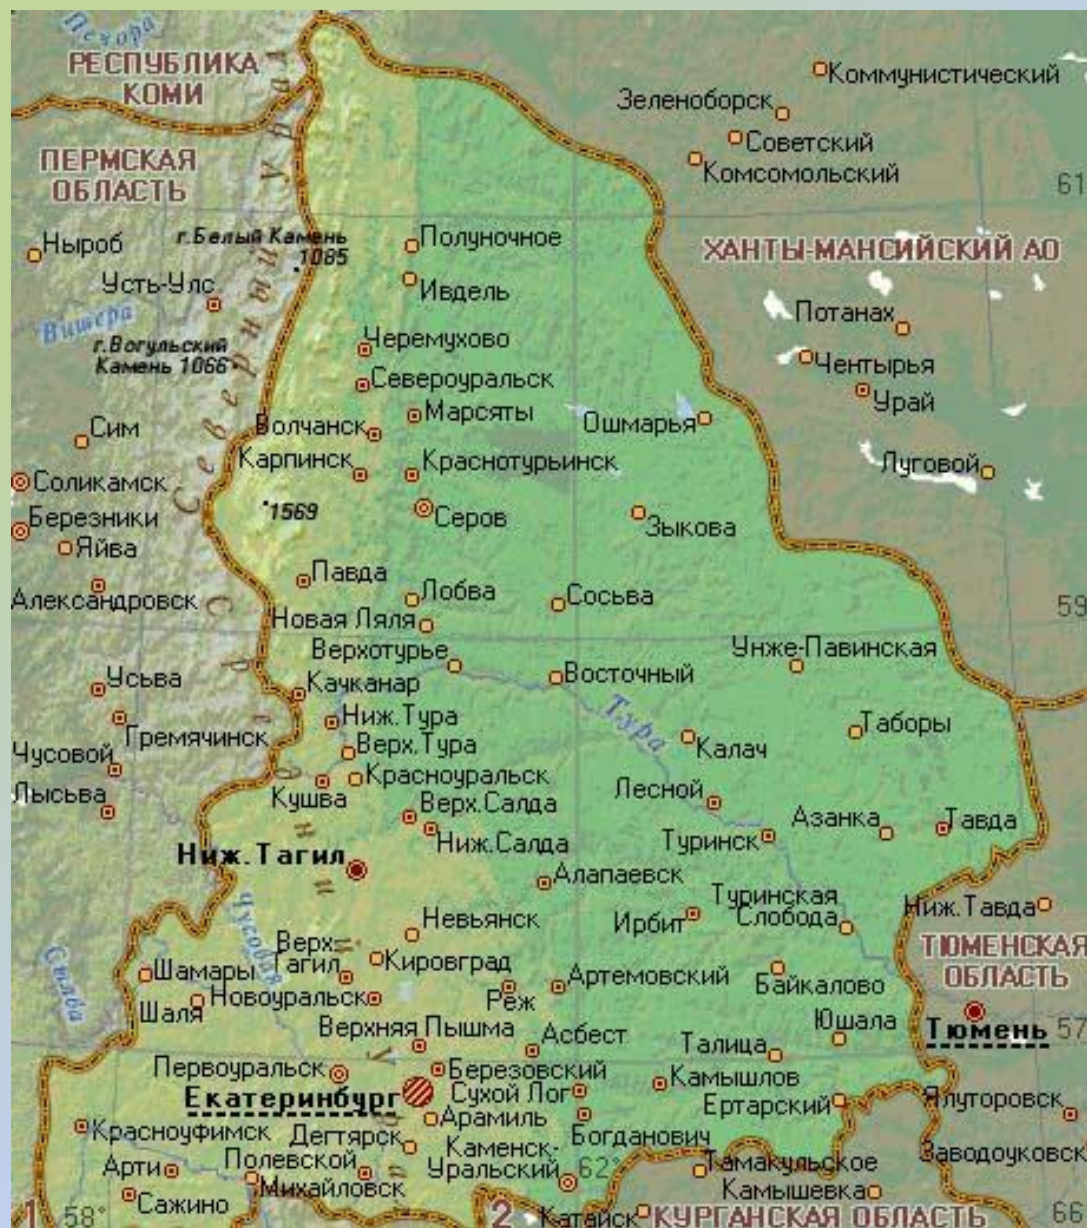 Печора
РЕСПУБЛИКА
КОМИ
Коммунистический
Зеленоборск
Советский
Комсомольский
ПЕРМСКАЯ
ОБЛАСТЬ
61
Северный Урал
Ныроб
г.Белый Камень
1085
Полуночное
ХАНТЫ-МАНСИЙСКИЙ АО
Усть-Улс
Ивдель
Вишера
Потанах
г.Вогульский
Камень 1066
Черемухово
Чентырья
Североуральск
Урай
Марсяты
Ошмарья
Сим
Волчанск
Карпинск
Краснотурьинск
Луговой
Соликамск
1569
Серов
Зыкова
Березники
Яйва
Павда
Лобва
Сосьва
Александровск
59
Новая Ляля
Верхотурье
Унже-Павинская
Усьва
Качканар
Восточный
Тура
Гремячинск
Ниж.Тура
Таборы
Калач
Чусовой
Верх.Тура
Красноуральск
Лысьва
Кушва
Верх.Салда
Лесной
Азанка
Тавда
Ниж.Салда
Туринск
Ниж.Тагил
Алапаевск
Туринская
Слобода
Ирбит
Ниж.Тавда
Чусовая
Невьянск
Верх.
Тагил
Кировград
ТЮМЕНСКАЯ
ОБЛАСТЬ
Сылва
Шамары
Артемовский
Байкалово
Шаля
Новоуральск
Реж
Верхняя Пышма
Асбест
Юшала
Тюмень
57
Талица
Первоуральск
Березовский
Камышлов
Екатеринбург
Сухой Лог
Ертарский
Ялуторовск
Арамиль
Красноуфимск
Дегтярск
Каменск-
Уральский
Богданович
Заводоуковск
Арти
Полевской
62°
Тамакульское
Михайловск
Камышевка
Сажино
1
58°
2
Катайск
КУРГАНСКАЯ ОБЛАСТЬ
66